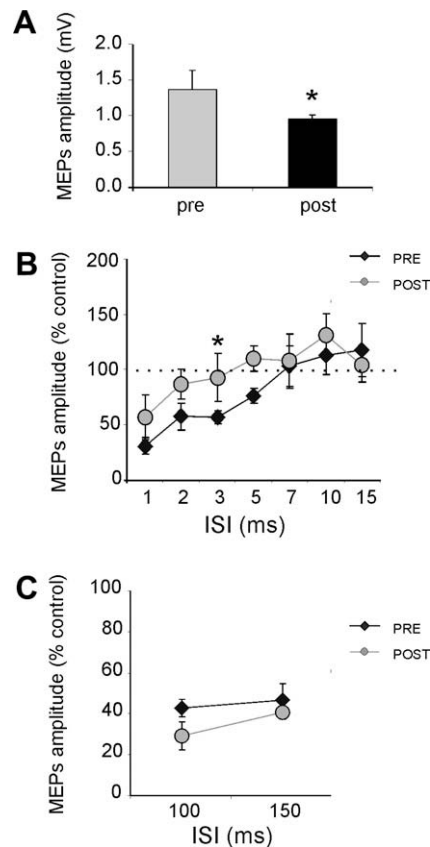 A
MEPs amplitude (mV)
2.0
1.5
1.0
0.5
0.0
*
pre
post
B
MEPs amplitude (% control)
200
150
100
50
0
*
PRE
POST
1 2 3 5 7 10 15
ISI (ms)
C
MEPs amplitude (% control)
100
80
60
40
20
0
PRE
POST
100 150
ISI (ms)